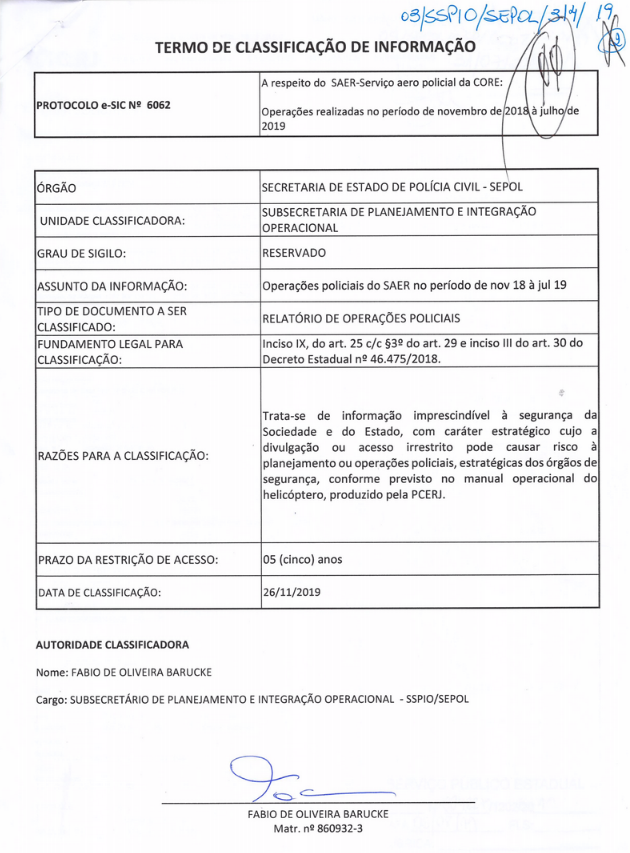 03/SSPIO/SEPOL/314/19
TERMO DE CLASSIFICAÇÃO DE INFORMAÇÃO
PROTOCOLO e-SIC Nº 6062
A respeito do SAER-Serviço aero policial da CORE:
Operações realizadas no período de novembro de 2018 à julho de
2019
ÓRGÃO
SECRETARIA DE ESTADO DE POLÍCIA CIVIL - SEPOL
UNIDADE CLASSIFICADORA:
SUBSECRETARIA DE PLANEJAMENTO E INTEGRAÇÃO
OPERACIONAL
GRAU DE SIGILO:
RESERVADO
ASSUNTO DA INFORMAÇÃO:
Operações policiais do SAER no período de nov 18 à jul 19
TIPO DE DOCUMENTO A SER
CLASSIFICADO:
RELATÓRIO DE OPERAÇÕES POLICIAIS
FUNDAMENTO LEGAL PARA
CLASSIFICAÇÃO:
Inciso IX, do art. 25 c/c §3º do art. 29 e inciso III do art. 30 do
Decreto Estadual nº 46.475/2018.
RAZÕES PARA A CLASSIFICAÇÃO:
Trata-se de informação imprescindível à segurança da
Sociedade e do Estado, com caráter estratégico cujo a
divulgação ou acesso irrestrito pode causar risco à
planejamento ou operações policiais, estratégicas dos órgãos de
segurança, conforme previsto no manual operacional do
helicóptero, produzido pela PCERJ.
PRAZO DA RESTRIÇÃO DE ACESSO:
05 (cinco) anos
DATA DE CLASSIFICAÇÃO:
26/11/2019
AUTORIDADE CLASSIFICADORA
Nome: FABIO DE OLIVEIRA BARUCKE
Cargo: SUBSECRETÁRIO DE PLANEJAMENTO E INTEGRAÇÃO OPERACIONAL - SSPIO/SEPOL
FABIO DE OLIVEIRA BARUCKE
Matr. nº 860932-3